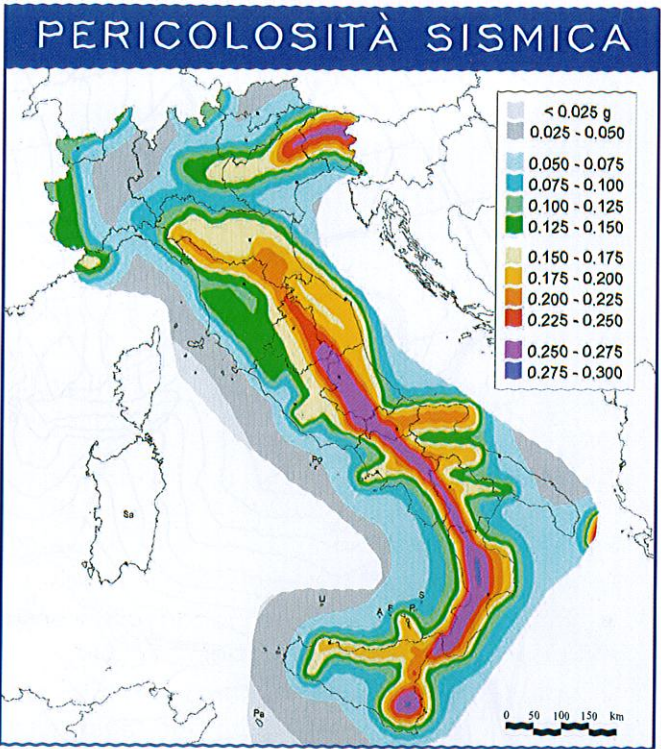 PERICOLOSITÀ SISMICA
< 0.025 g
0.025 - 0.050
0.050 - 0.075
0.075 - 0.100
0.100 - 0.125
0.125 - 0.150
0.150 - 0.175
0.175 - 0.200
0.200 - 0.225
0.225 - 0.250
0.250 - 0.275
0.275 - 0.300
Po
Sa
U
S
A F P
Pa
0 50 100 150 km